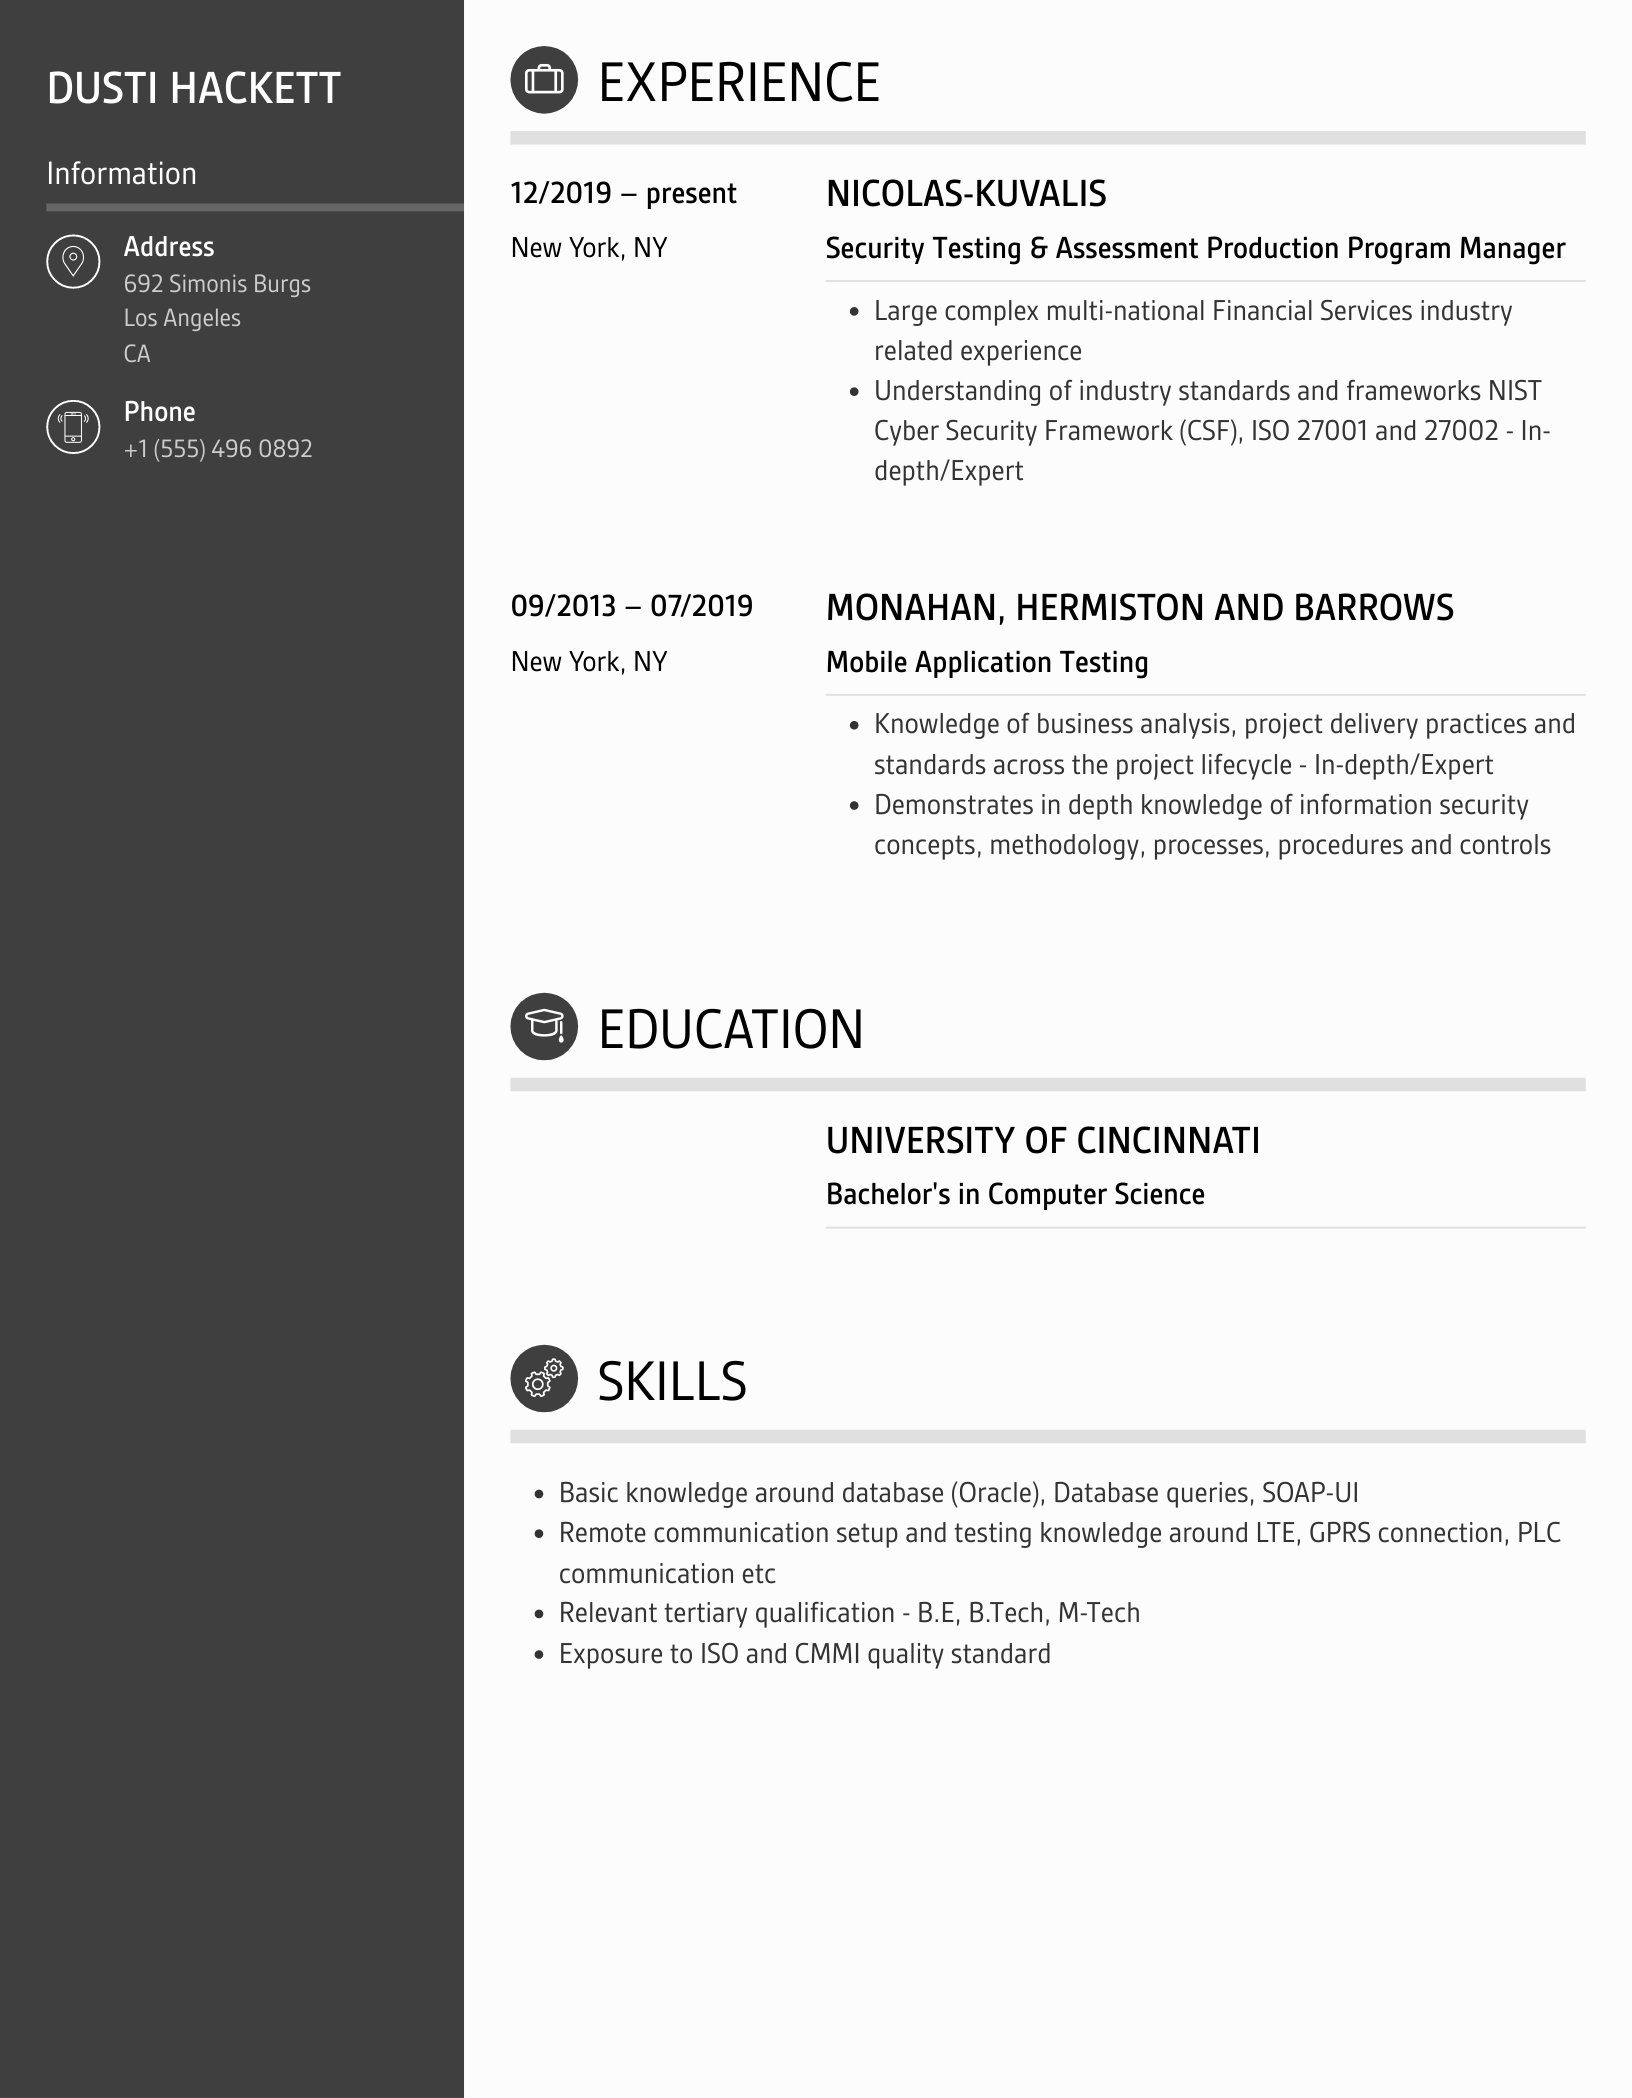 DUSTI HACKETT
Information
Address
692 Simonis Burgs
Los Angeles
CA
Phone
+1 (555) 496 0892
EXPERIENCE
12/2019 – present
New York, NY
NICOLAS-KUVALIS
Security Testing & Assessment Production Program Manager
• Large complex multi-national Financial Services industry
related experience
• Understanding of industry standards and frameworks NIST
Cyber Security Framework (CSF), ISO 27001 and 27002 - In-
depth/Expert
09/2013 – 07/2019
New York, NY
MONAHAN, HERMISTON AND BARROWS
Mobile Application Testing
• Knowledge of business analysis, project delivery practices and
standards across the project lifecycle - In-depth/Expert
• Demonstrates in depth knowledge of information security
concepts, methodology, processes, procedures and controls
EDUCATION
UNIVERSITY OF CINCINNATI
Bachelor's in Computer Science
SKILLS
• Basic knowledge around database (Oracle), Database queries, SOAP-UI
• Remote communication setup and testing knowledge around LTE, GPRS connection, PLC
communication etc
• Relevant tertiary qualification - B.E, B.Tech, M-Tech
• Exposure to ISO and CMMI quality standard